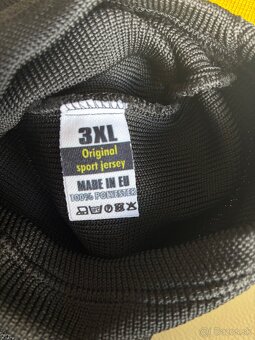 3XL
Original
sport jersey
MADE IN EU
100% POLYESTER